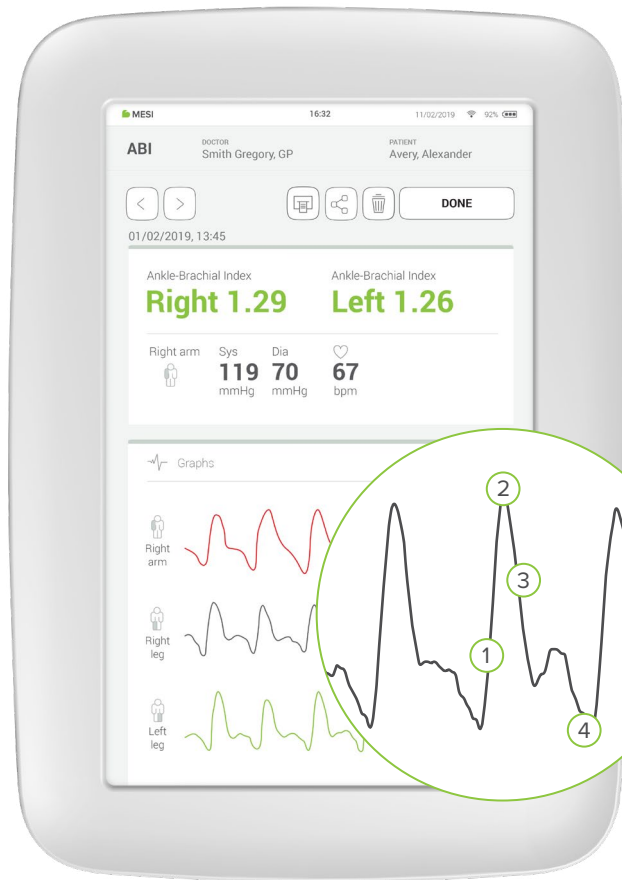 MESI 16:32 11/02/2019 92%
ABI DOCTOR PATIENT
Smith Gregory, GP Avery, Alexander
< > DONE
01/02/2019, 13:45
Ankle-Brachial Index Ankle-Brachial Index
Right 1.29 Left 1.26
Right arm Sys Dia
119 70 67
mmHg mmHg bpm
Graphs
2
Right
arm
3
Right
leg
1
Left
leg
4